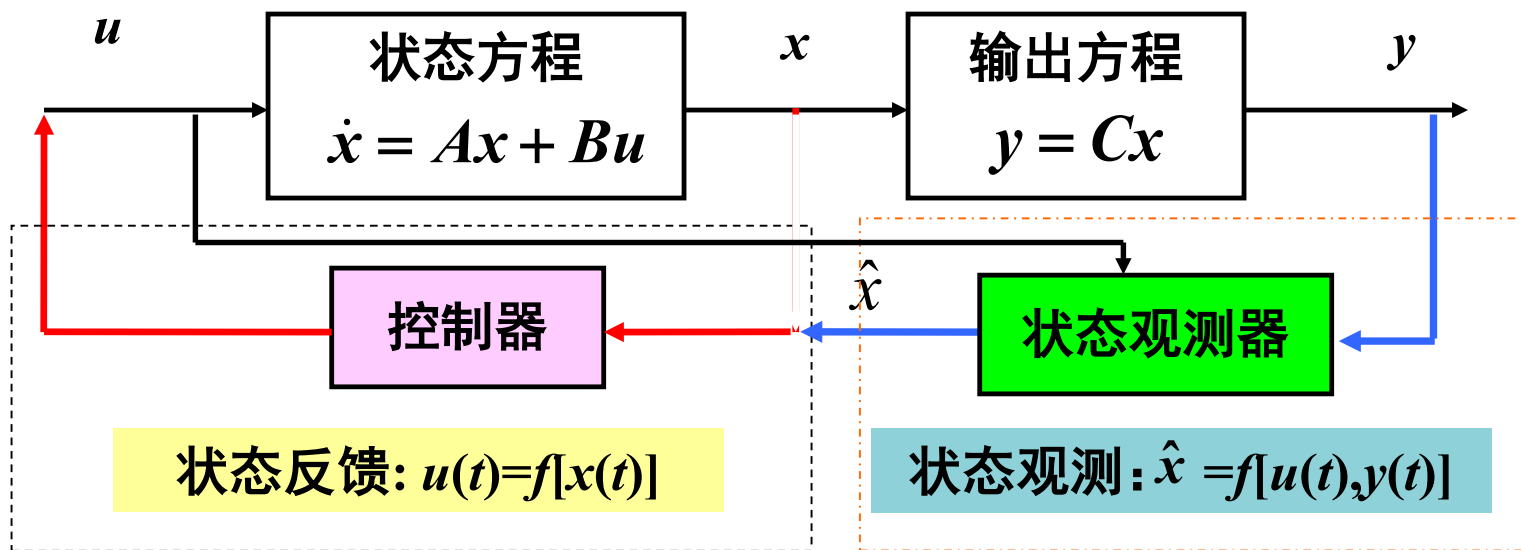 u
状态方程
ẋ = Ax + Bu
x
输出方程
y = Cx
y
控制器
x̂
状态观测器
状态反馈: u(t)=f[x(t)]
状态观测：x̂ =f[u(t),y(t)]